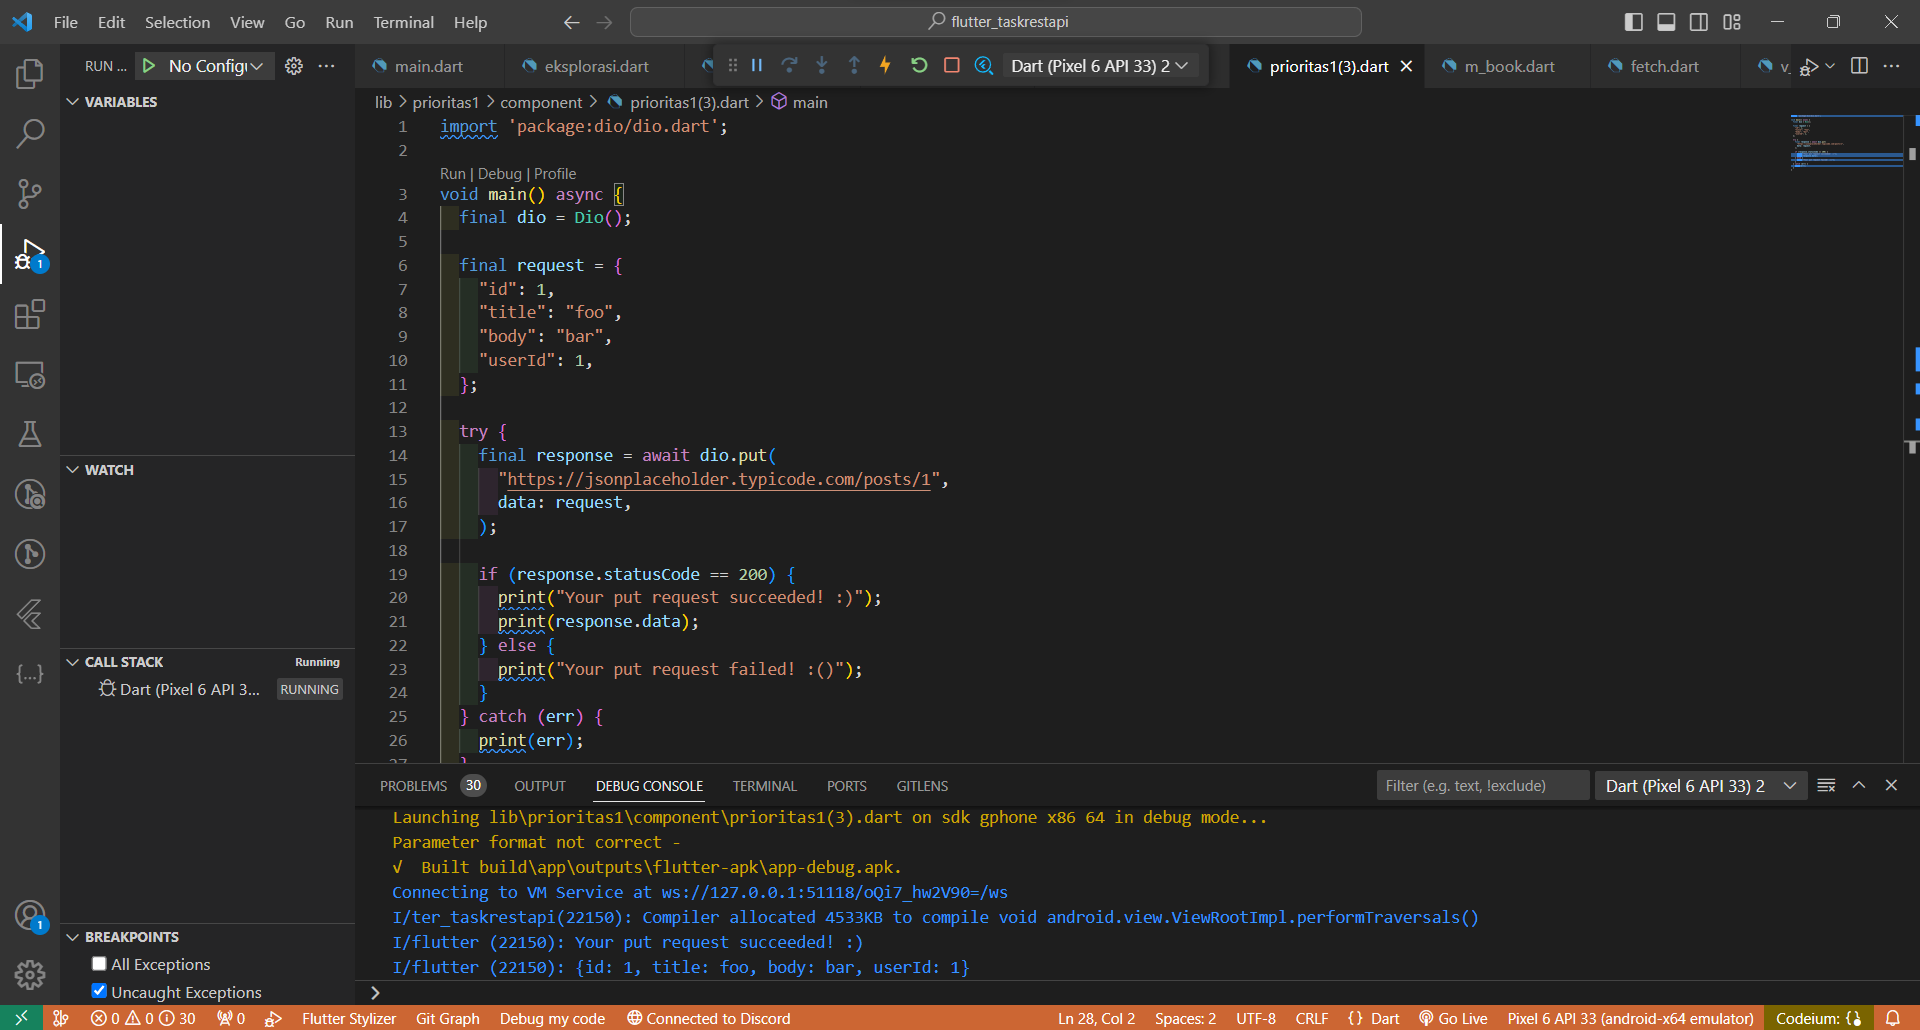 File Edit Selection View Go Run Terminal Help
flutter_taskrestapi
RUN ...
No Configu
main.dart
eksplorasi.dart
Dart (Pixel 6 API 33) 2
prioritas1(3).dart
m_book.dart
fetch.dart
lib > prioritas1 > component > prioritas1(3).dart > main
VARIABLES
WATCH
CALL STACK
Running
Dart (Pixel 6 API 3...
RUNNING
BREAKPOINTS
All Exceptions
Uncaught Exceptions
1
1
1 import 'package:dio/dio.dart';
2
Run | Debug | Profile
3 void main() async {
4 final dio = Dio();
5
6 final request = {
7 "id": 1,
8 "title": "foo",
9 "body": "bar",
10 "userId": 1,
11 };
12
13 try {
14 final response = await dio.put(
15 "https://jsonplaceholder.typicode.com/posts/1",
16 data: request,
17 );
18
19 if (response.statusCode == 200) {
20 print("Your put request succeeded! :)");
21 print(response.data);
22 } else {
23 print("Your put request failed! :()");
24 }
25 } catch (err) {
26 print(err);
27 }
PROBLEMS 30 OUTPUT DEBUG CONSOLE TERMINAL PORTS GITLENS
Filter (e.g. text, !exclude)
Dart (Pixel 6 API 33) 2
Launching lib\prioritas1\component\prioritas1(3).dart on sdk gphone x86 64 in debug mode...
Parameter format not correct -
√ Built build\app\outputs\flutter-apk\app-debug.apk.
Connecting to VM Service at ws://127.0.0.1:51118/oQi7_hw2V90=/ws
I/ter_taskrestapi(22150): Compiler allocated 4533KB to compile void android.view.ViewRootImpl.performTraversals()
I/flutter (22150): Your put request succeeded! :)
I/flutter (22150): {id: 1, title: foo, body: bar, userId: 1}
>
0 0 30 0 Flutter Stylizer Git Graph Debug my code Connected to Discord Ln 28, Col 2 Spaces: 2 UTF-8 CRLF {} Dart Go Live Pixel 6 API 33 (android-x64 emulator) Codeium: {}